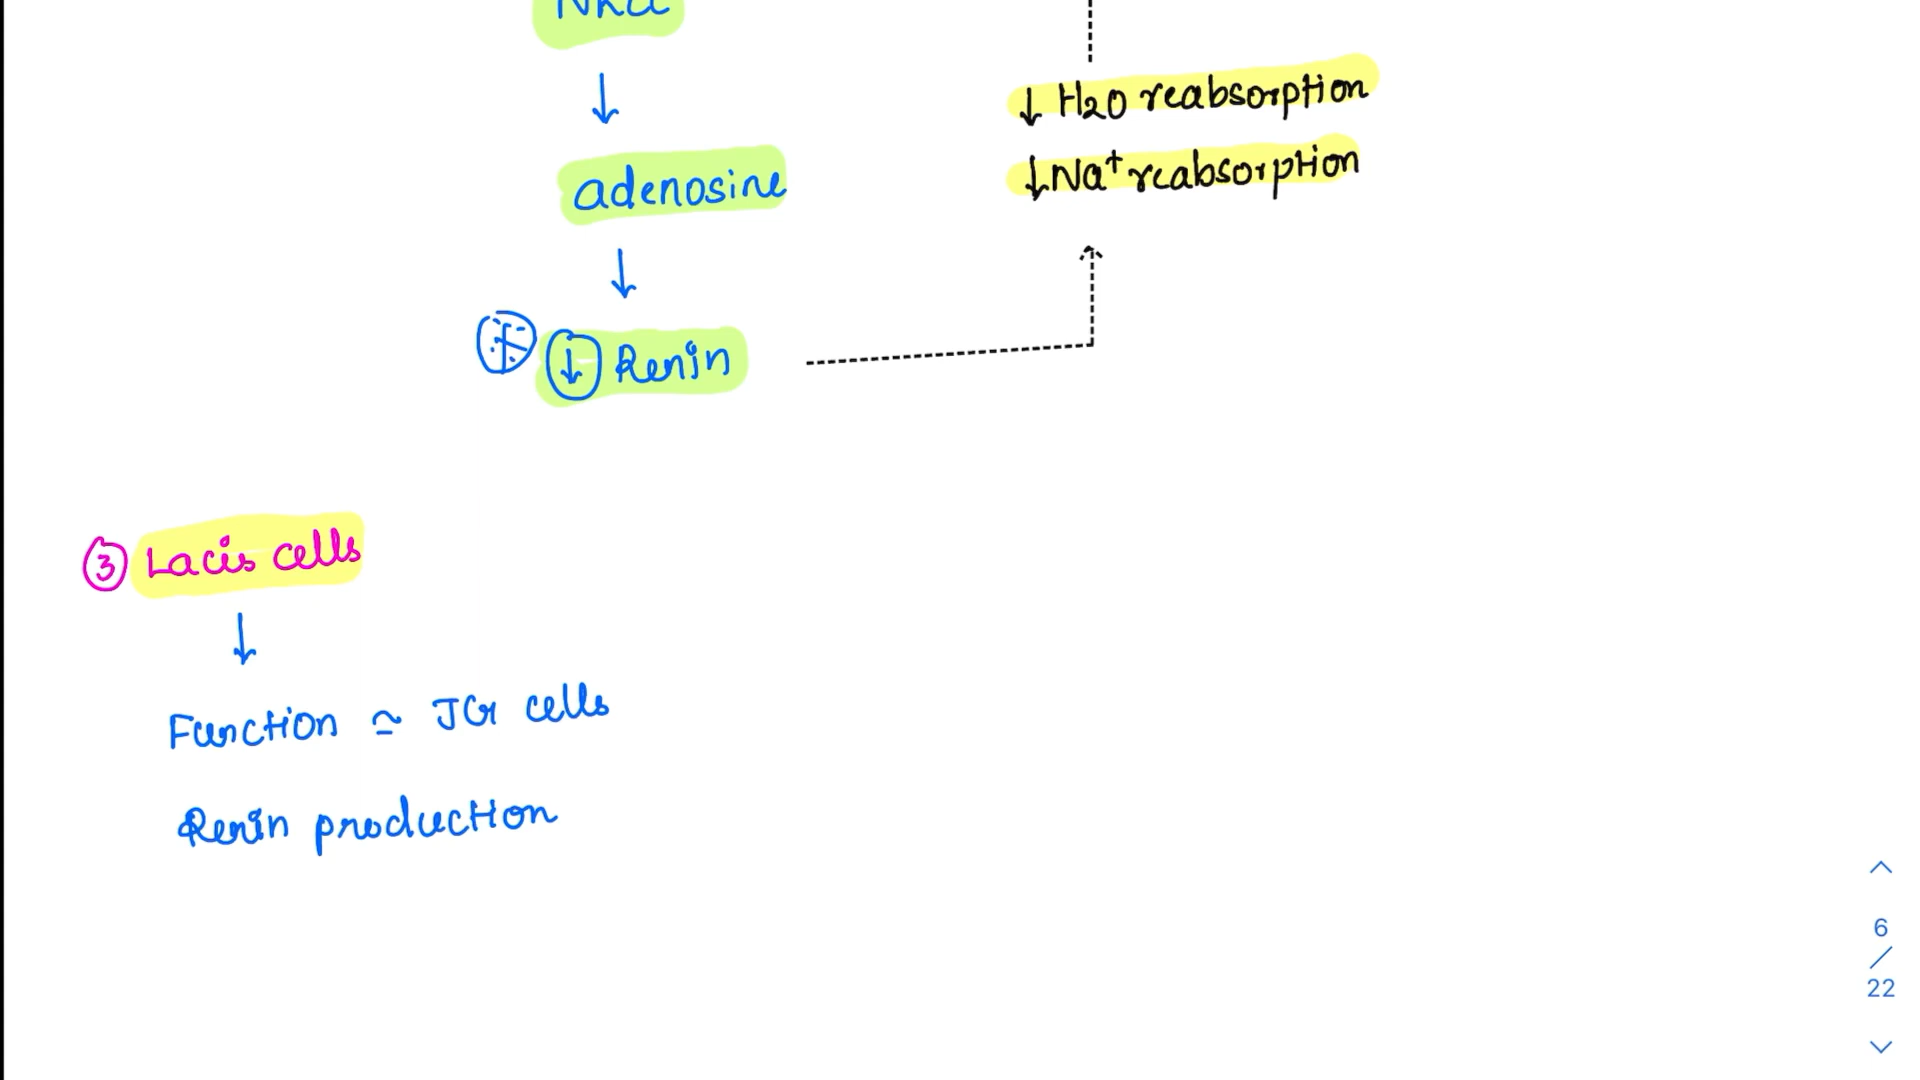 ↓
adenosine
↓
↓ Renin
↓ H2O reabsorption
↓ Na+ reabsorption
③ Lacis cells
↓
Function ≃ JG cells
Renin production
6
/
22